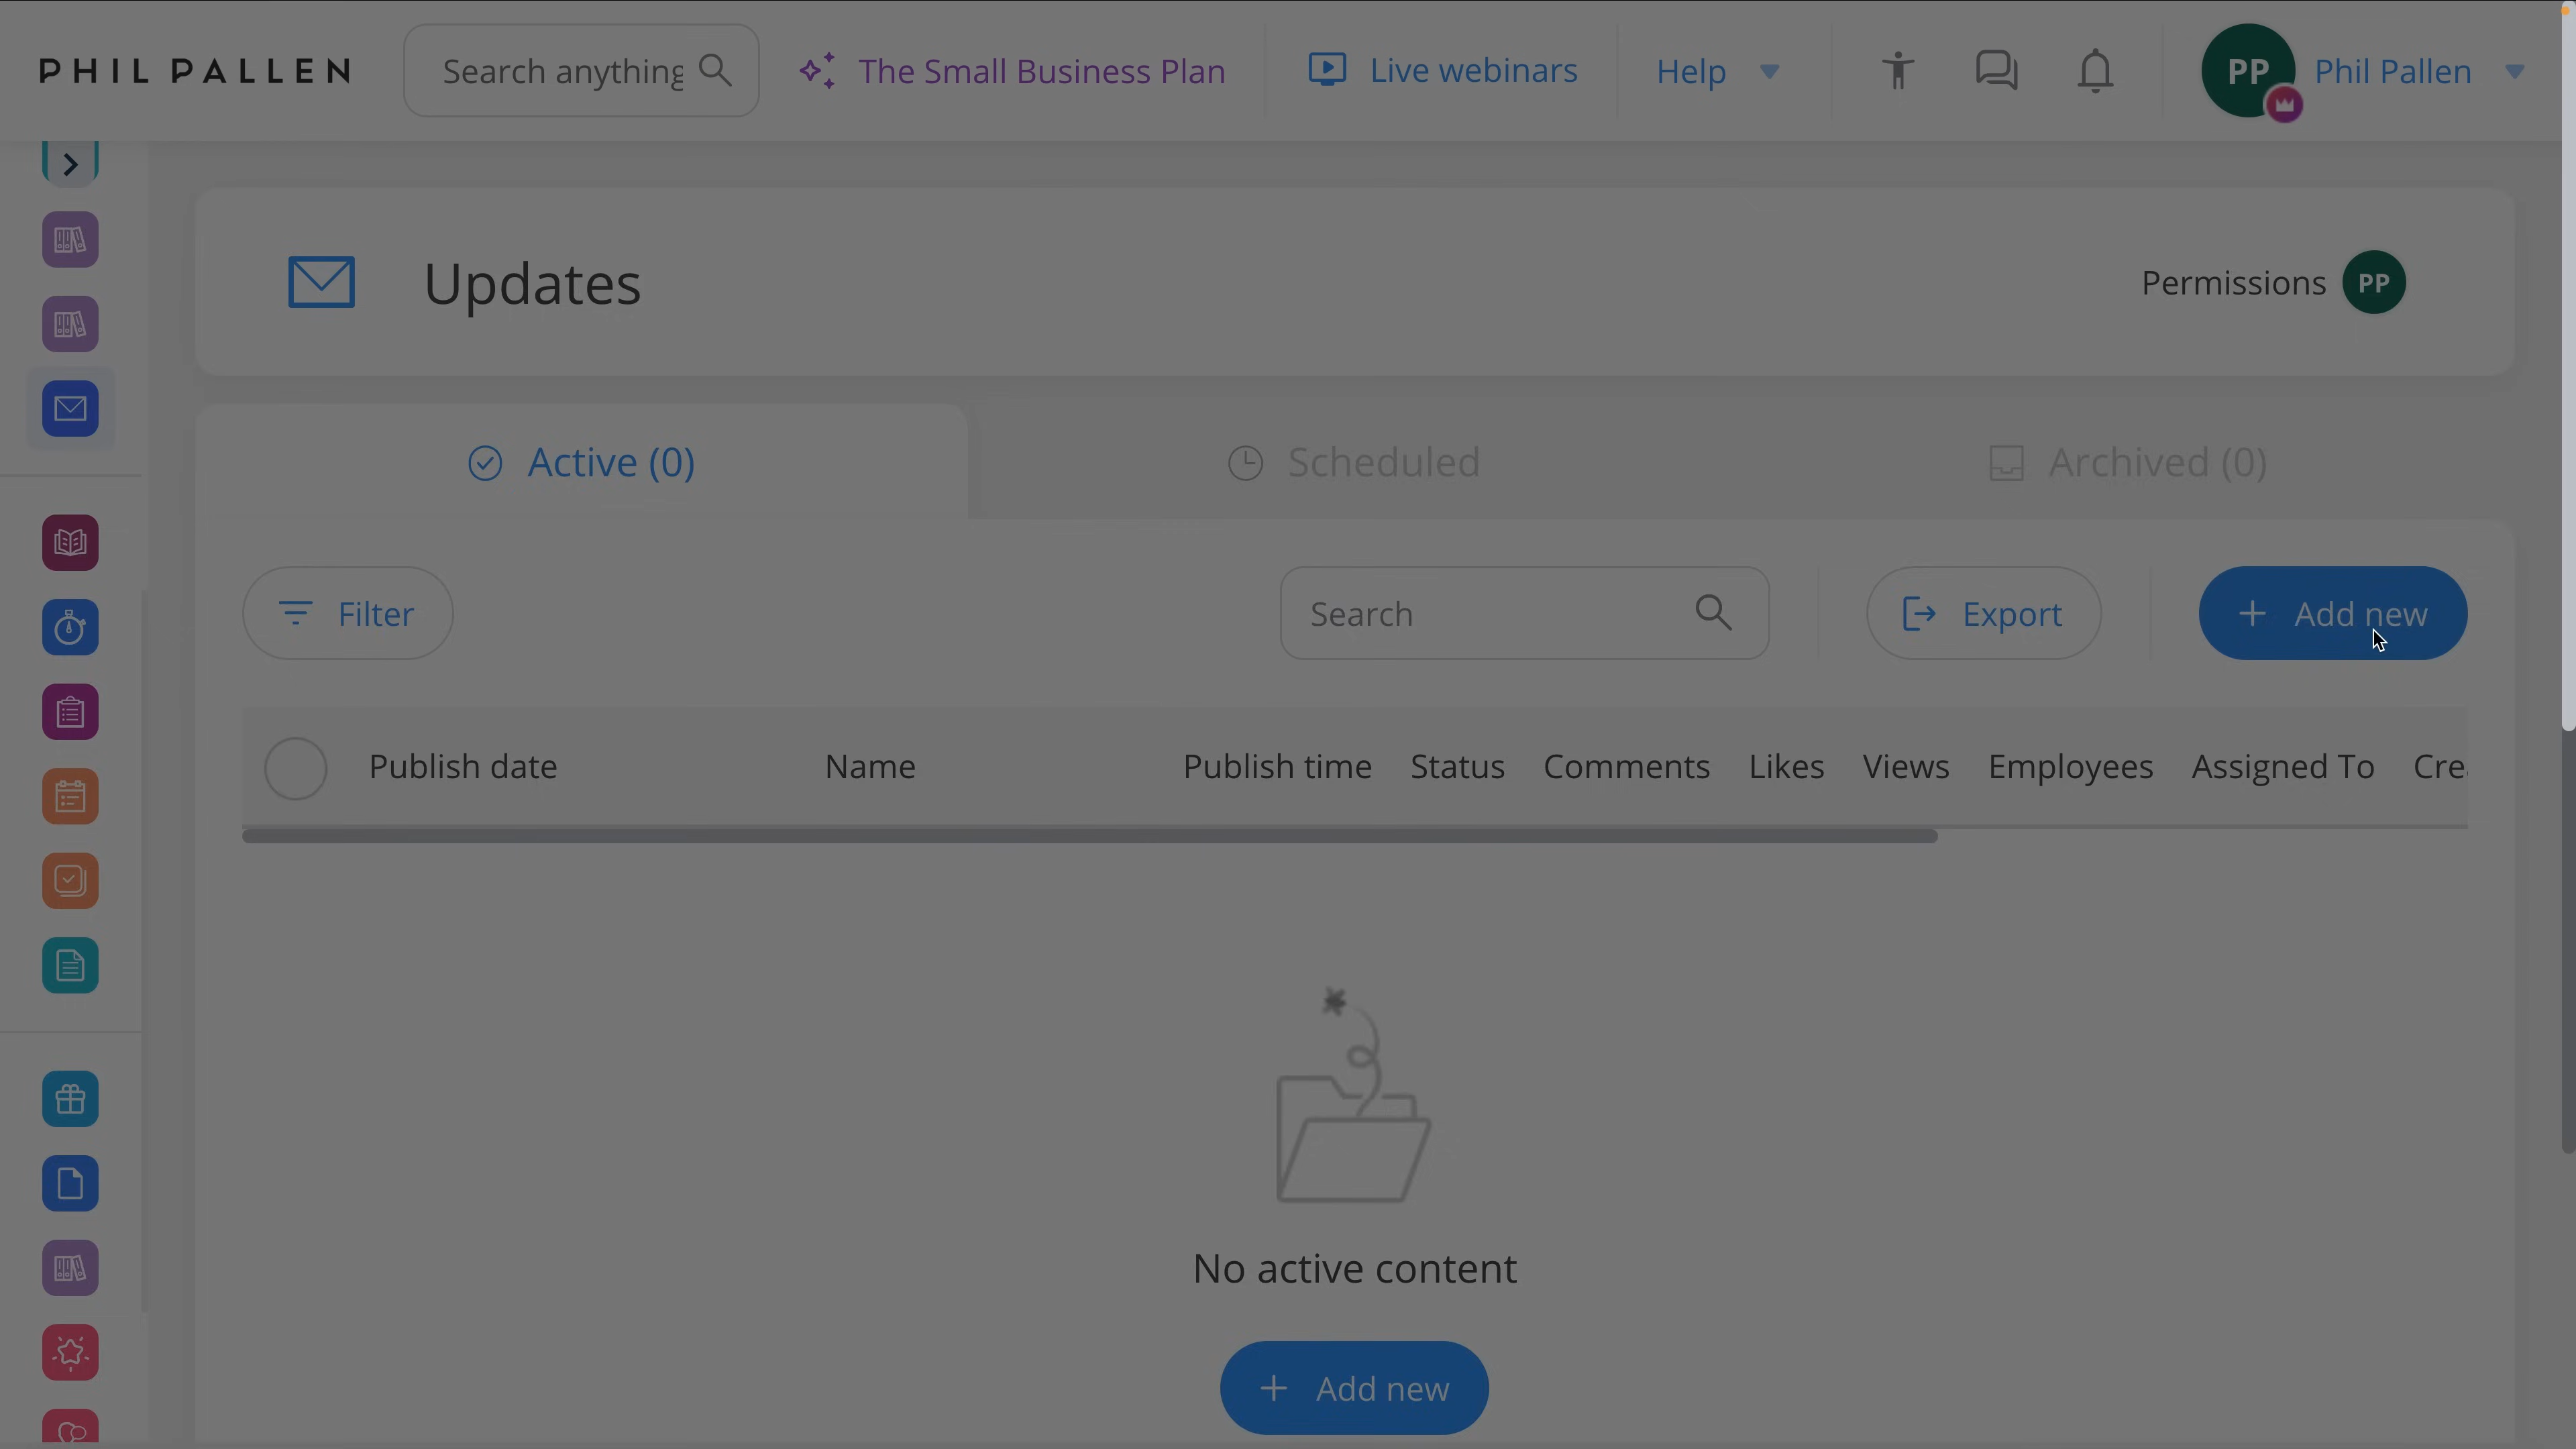 PHIL PALLEN
Search anything
The Small Business Plan
Live webinars
Help
PP
Phil Pallen
Updates
Permissions
PP
Active (0)
Scheduled
Archived (0)
Filter
Search
Export
Add new
Publish date
Name
Publish time
Status
Comments
Likes
Views
Employees
Assigned To
Cre
No active content
Add new